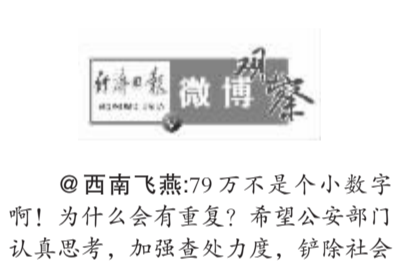 经济日报
微博
观察
@西南飞燕:79万不是个小数字
啊！为什么会有重复？希望公安部门
认真思考，加强查处力度，铲除社会